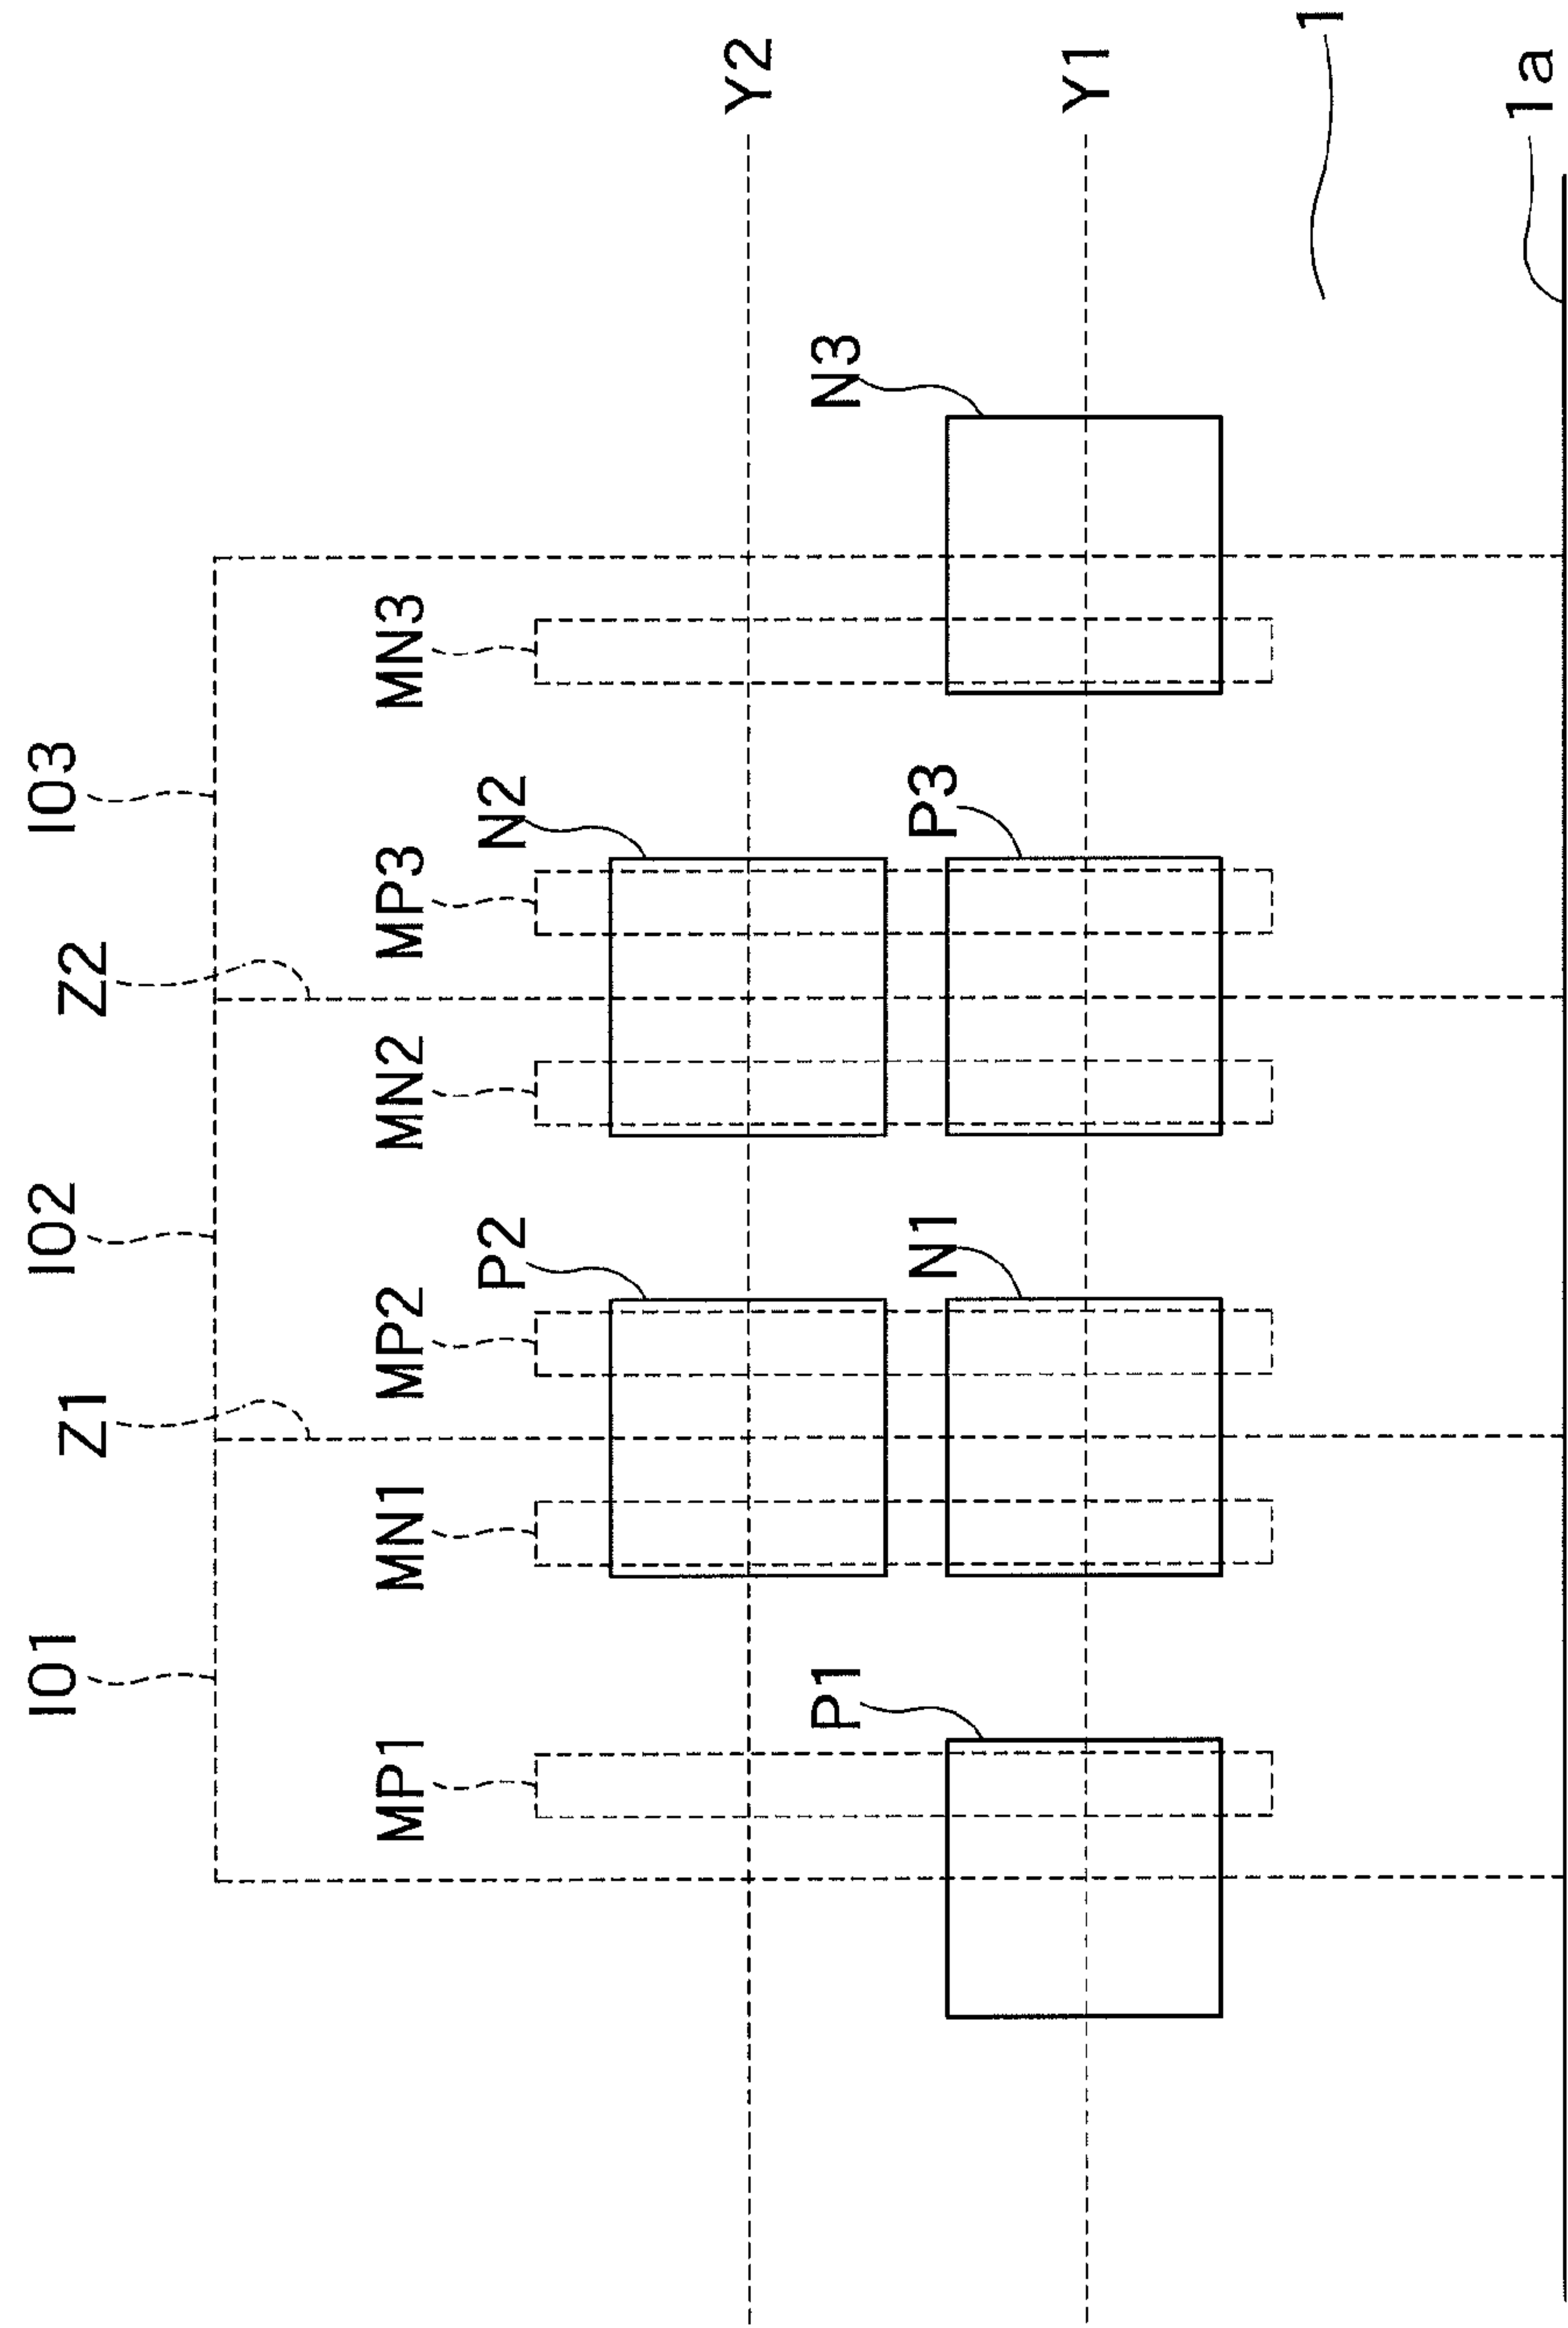 IO1 IO2 IO3
Z1 Z2
MP1 MN1 MP2 MN2 MP3 MN3
P2 N2
Y2
P1 N3
N1 P3
Y1
1
1a